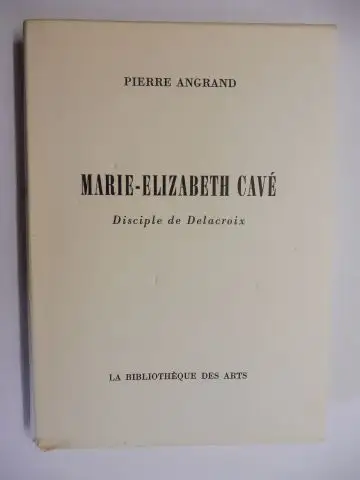 PIERRE ANGRAND
MARIE-ELIZABETH CAVÉ
Disciple de Delacroix
LA BIBLIOTHÈQUE DES ARTS